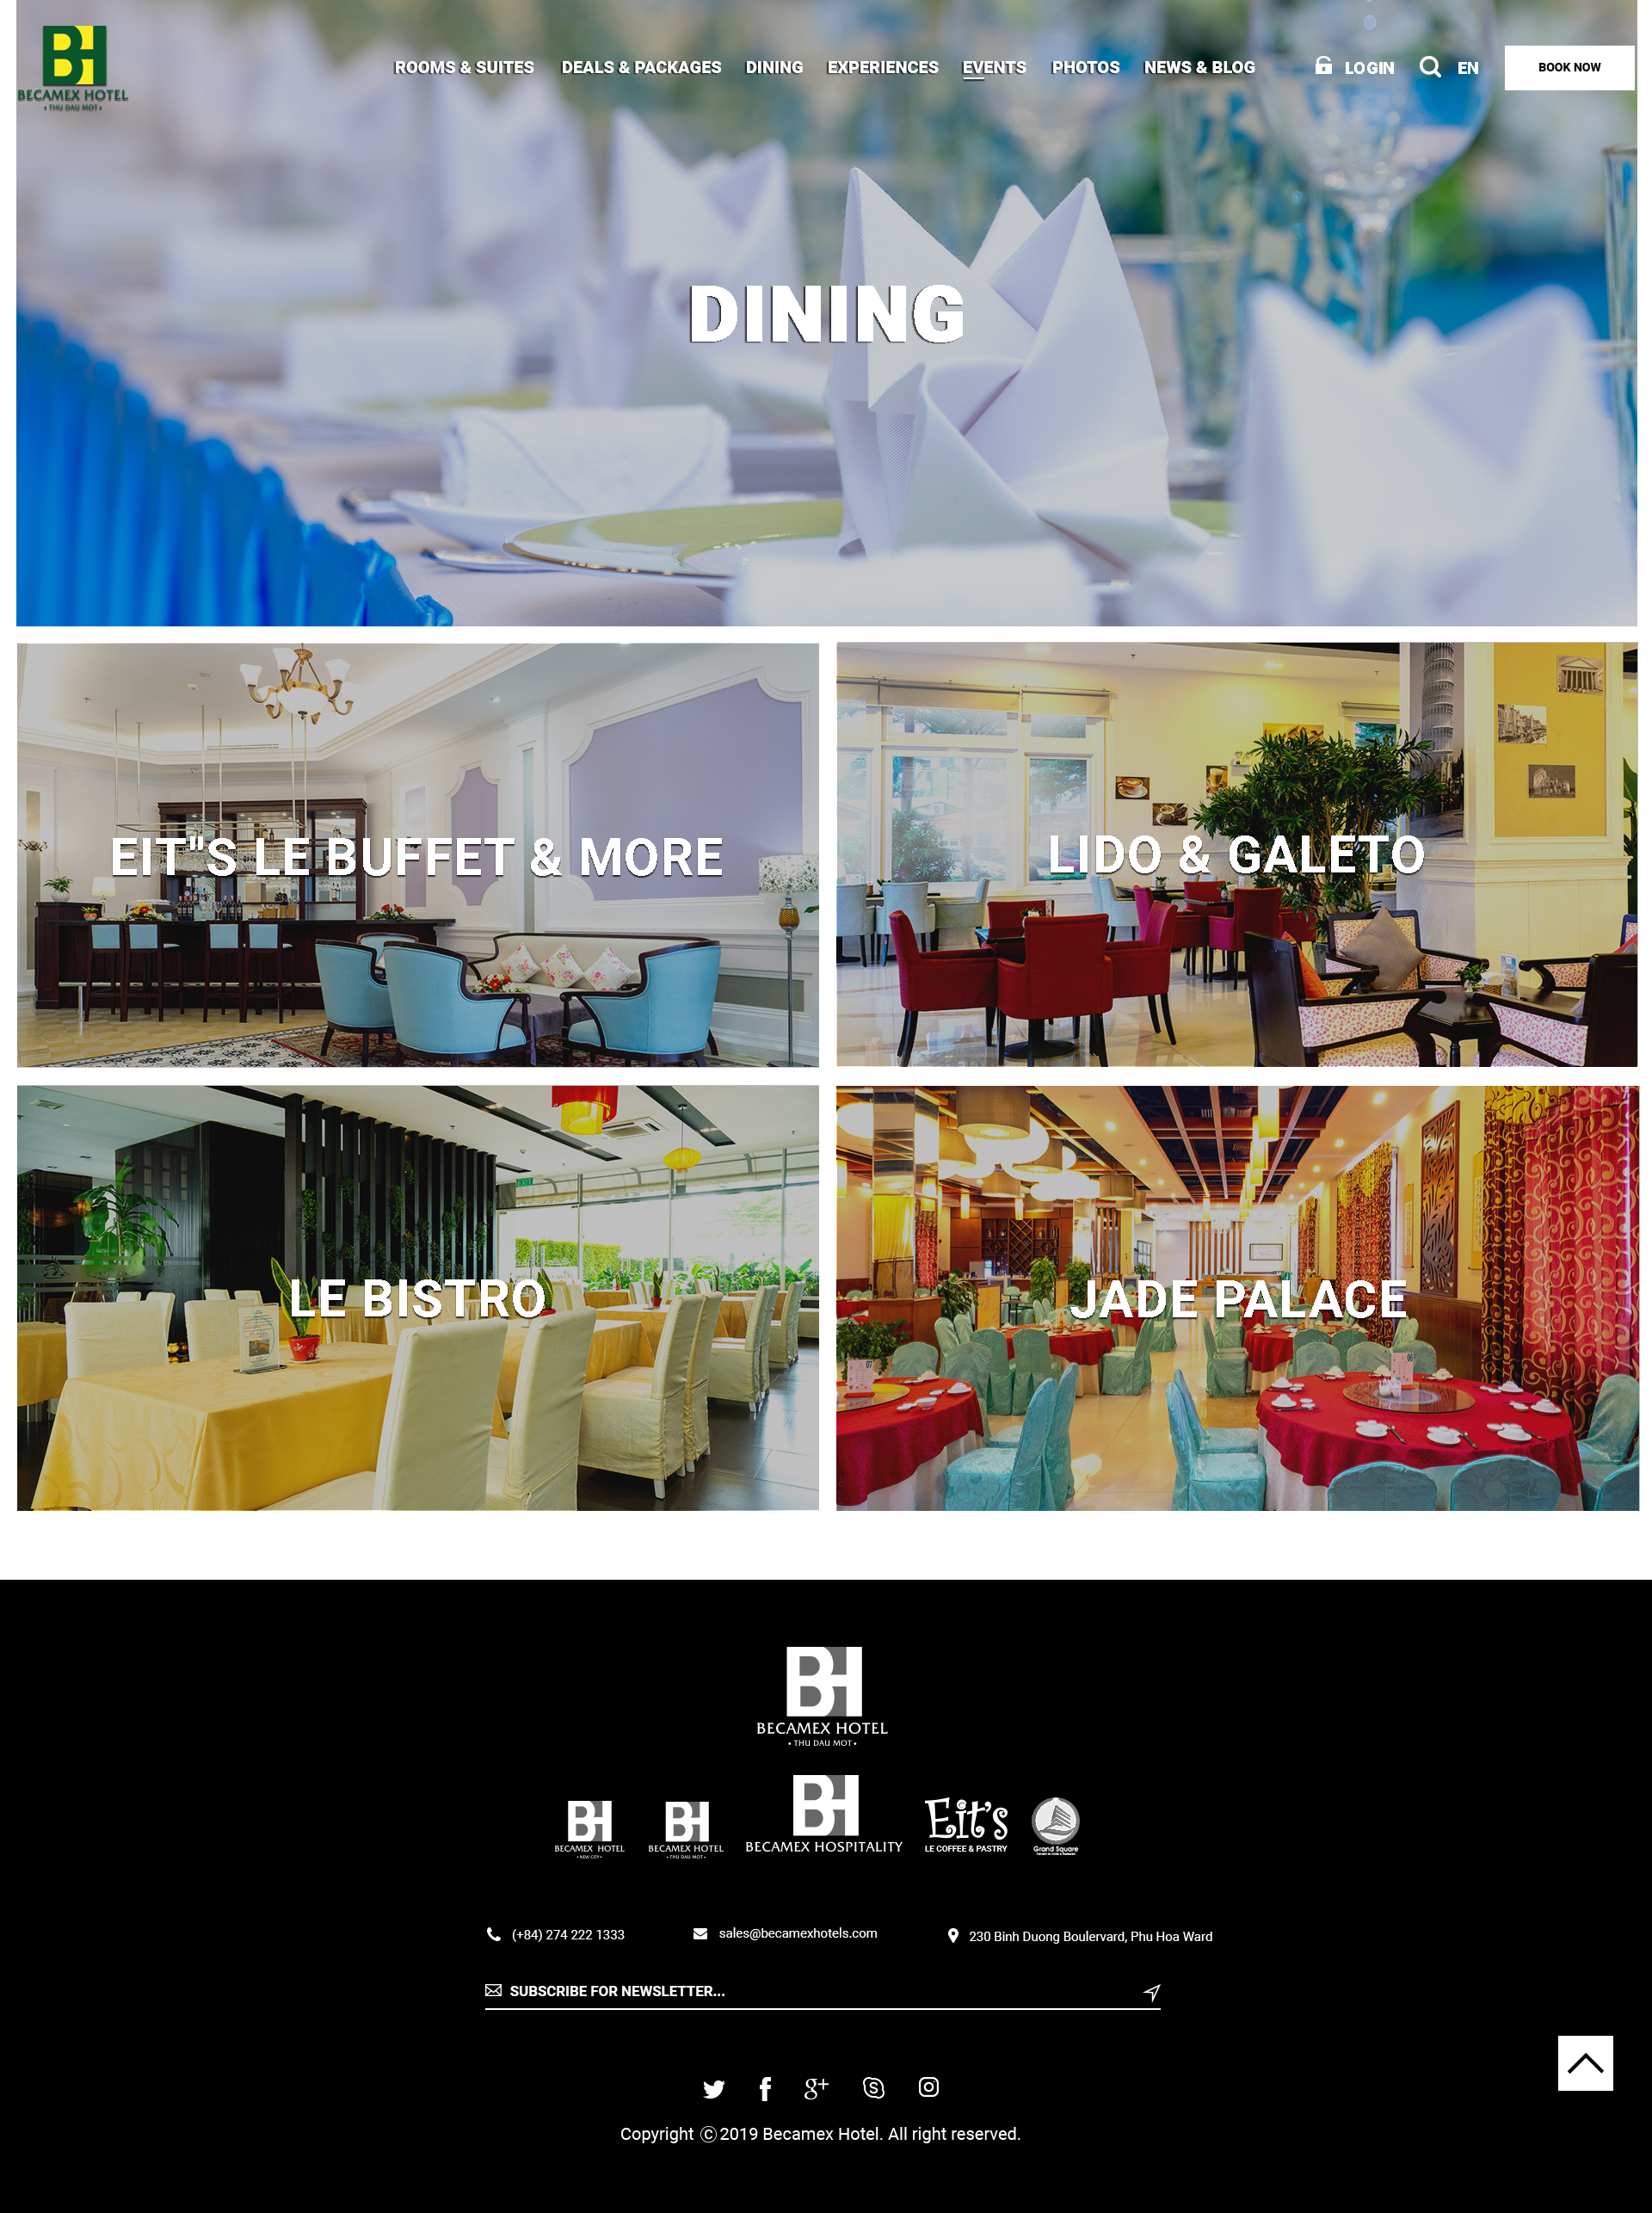 BH
BECAMEX HOTEL
• THU DAU MOT •
ROOMS & SUITES DEALS & PACKAGES DINING EXPERIENCES EVENTS PHOTOS NEWS & BLOG LOGIN EN BOOK NOW
DINING
EIT"S LE BUFFET & MORE
LIDO & GALETO
EXIT
LE BISTRO
JADE PALACE
07
06
BH
BECAMEX HOTEL
• THU DAU MOT •
BH
BECAMEX HOTEL
• NEW CITY •
BH
BECAMEX HOTEL
• THU DAU MOT •
BH
BECAMEX HOSPITALITY
Eit's
LE COFFEE & PASTRY
Grand Square
(+84) 274 222 1333
sales@becamexhotels.com
230 Binh Duong Boulervard, Phu Hoa Ward
SUBSCRIBE FOR NEWSLETTER...
g+
Copyright ©2019 Becamex Hotel. All right reserved.